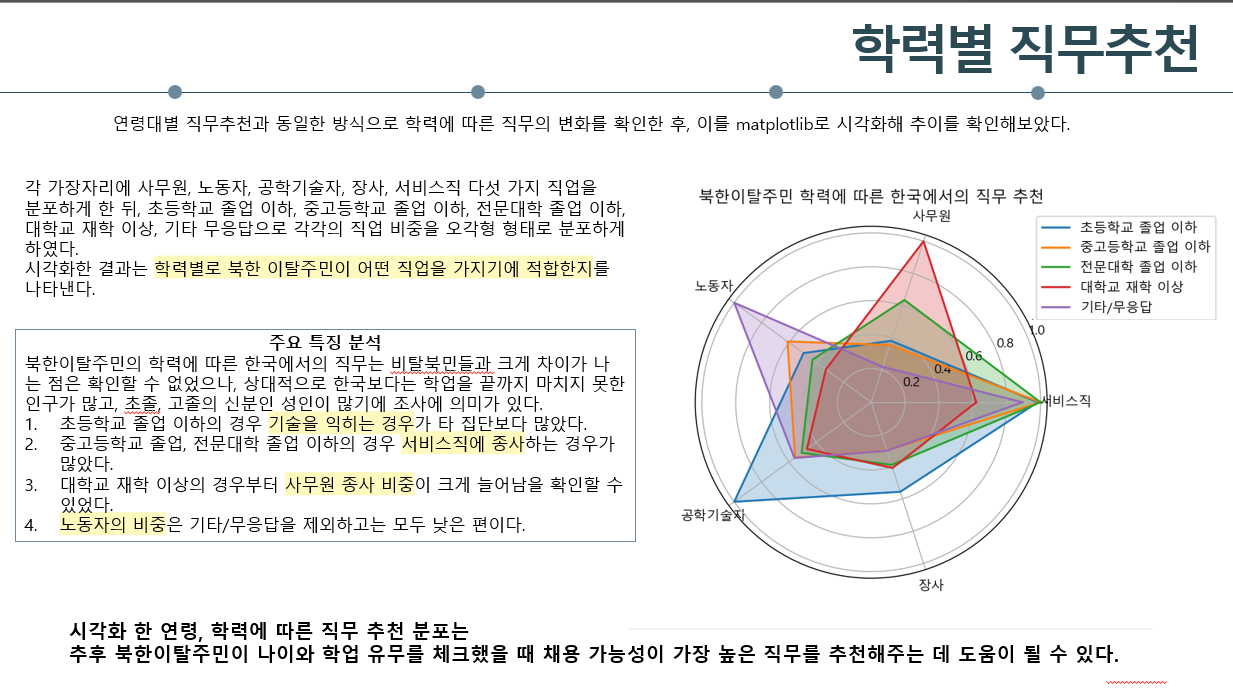 학력별 직무추천
연령대별 직무추천과 동일한 방식으로 학력에 따른 직무의 변화를 확인한 후, 이를 matplotlib로 시각화해 추이를 확인해보았다.
각 가장자리에 사무원, 노동자, 공학기술자, 장사, 서비스직 다섯 가지 직업을
분포하게 한 뒤, 초등학교 졸업 이하, 중고등학교 졸업 이하, 전문대학 졸업 이하,
대학교 재학 이상, 기타 무응답으로 각각의 직업 비중을 오각형 형태로 분포하게
하였다.
시각화한 결과는 학력별로 북한 이탈주민이 어떤 직업을 가지기에 적합한지를
나타낸다.
주요 특징 분석
북한이탈주민의 학력에 따른 한국에서의 직무는 비탈북민들과 크게 차이가 나
는 점은 확인할 수 없었으나, 상대적으로 한국보다는 학업을 끝까지 마치지 못한
인구가 많고, 초졸, 고졸의 신분인 성인이 많기에 조사에 의미가 있다.
1. 초등학교 졸업 이하의 경우 기술을 익히는 경우가 타 집단보다 많았다.
2. 중고등학교 졸업, 전문대학 졸업 이하의 경우 서비스직에 종사하는 경우가
많았다.
3. 대학교 재학 이상의 경우부터 사무원 종사 비중이 크게 늘어남을 확인할 수
있었다.
4. 노동자의 비중은 기타/무응답을 제외하고는 모두 낮은 편이다.
북한이탈주민 학력에 따른 한국에서의 직무 추천
사무원
초등학교 졸업 이하
중고등학교 졸업 이하
전문대학 졸업 이하
대학교 재학 이상
기타/무응답
노동자
1.0
0.8
0.6
0.4
0.2
서비스직
공학기술자
장사
시각화 한 연령, 학력에 따른 직무 추천 분포는
추후 북한이탈주민이 나이와 학업 유무를 체크했을 때 채용 가능성이 가장 높은 직무를 추천해주는 데 도움이 될 수 있다.